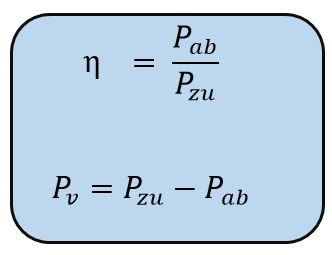 η = P_ab / P_zu
P_v = P_zu − P_ab